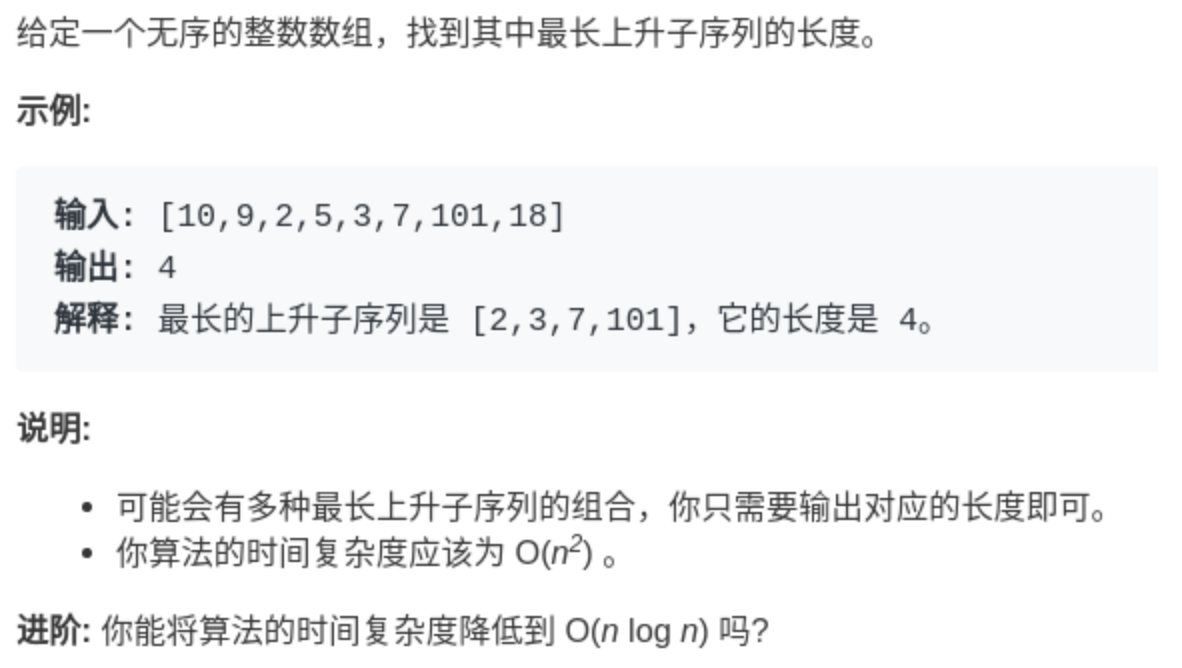 给定一个无序的整数数组，找到其中最长上升子序列的长度。
示例:
输入: [10,9,2,5,3,7,101,18]
输出: 4
解释: 最长的上升子序列是 [2,3,7,101]，它的长度是 4。
说明:
• 可能会有多种最长上升子序列的组合，你只需要输出对应的长度即可。
• 你算法的时间复杂度应该为 O(n²) 。
进阶: 你能将算法的时间复杂度降低到 O(n log n) 吗?